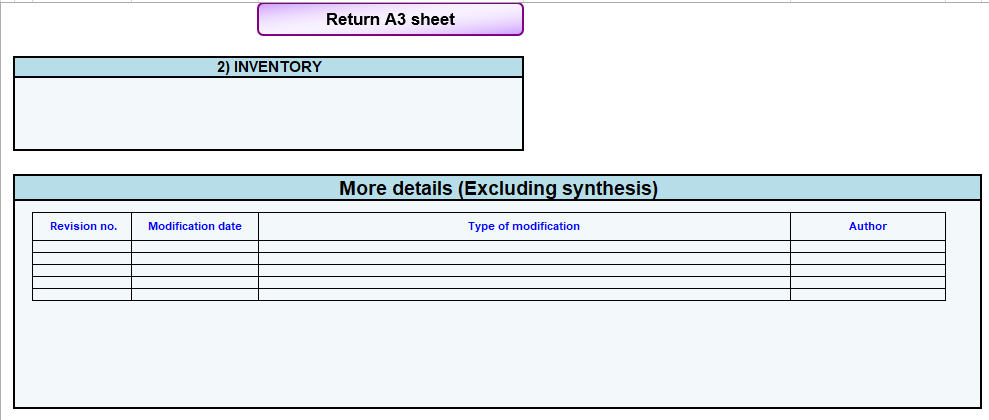 Return A3 sheet
2) INVENTORY
More details (Excluding synthesis)
Revision no. Modification date Type of modification Author